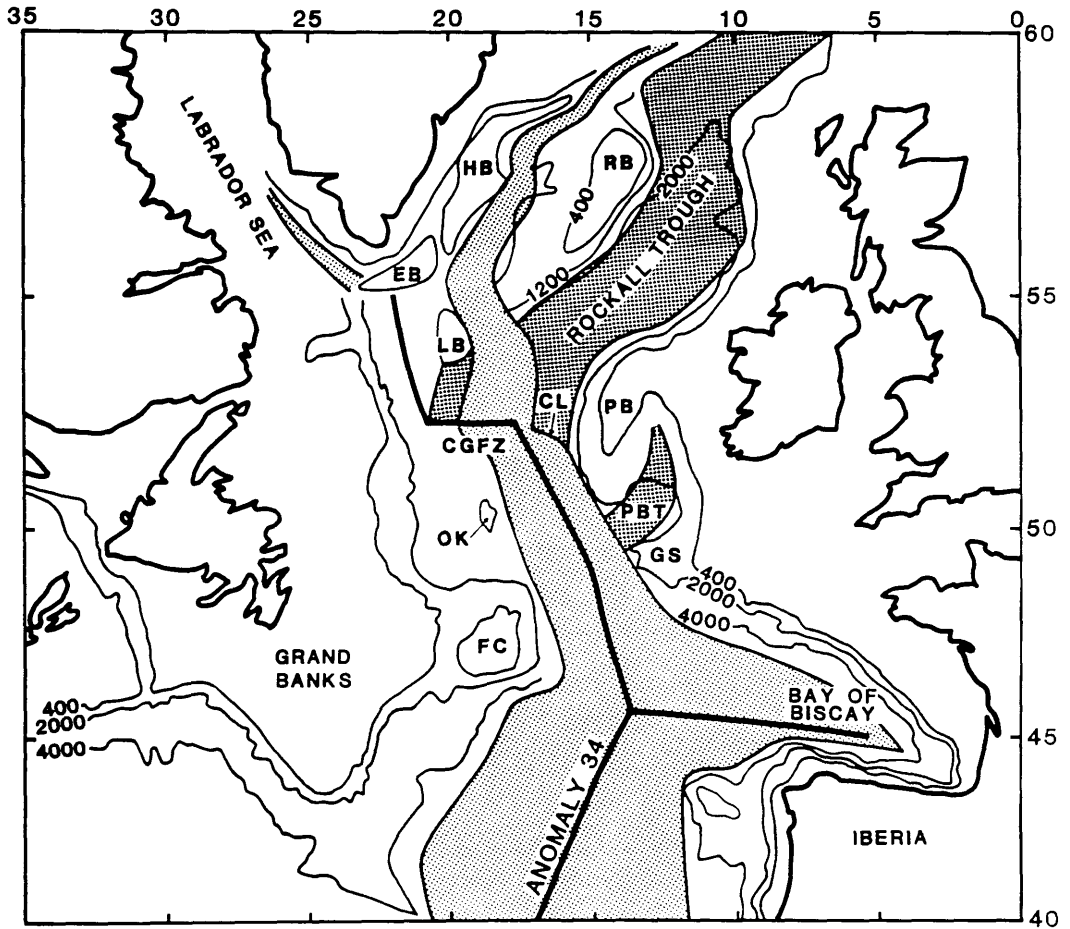 35 30 25 20 15 10 5 0
60
LABRADOR SEA
HB
RB
2000
400
ROCKALL TROUGH
EB
1200
55
LB
CL
PB
CGFZ
PBT
50
OK
GS
400
2000
4000
FC
GRAND
BANKS
BAY OF
BISCAY
400
2000
4000
45
ANOMALY 34
IBERIA
40